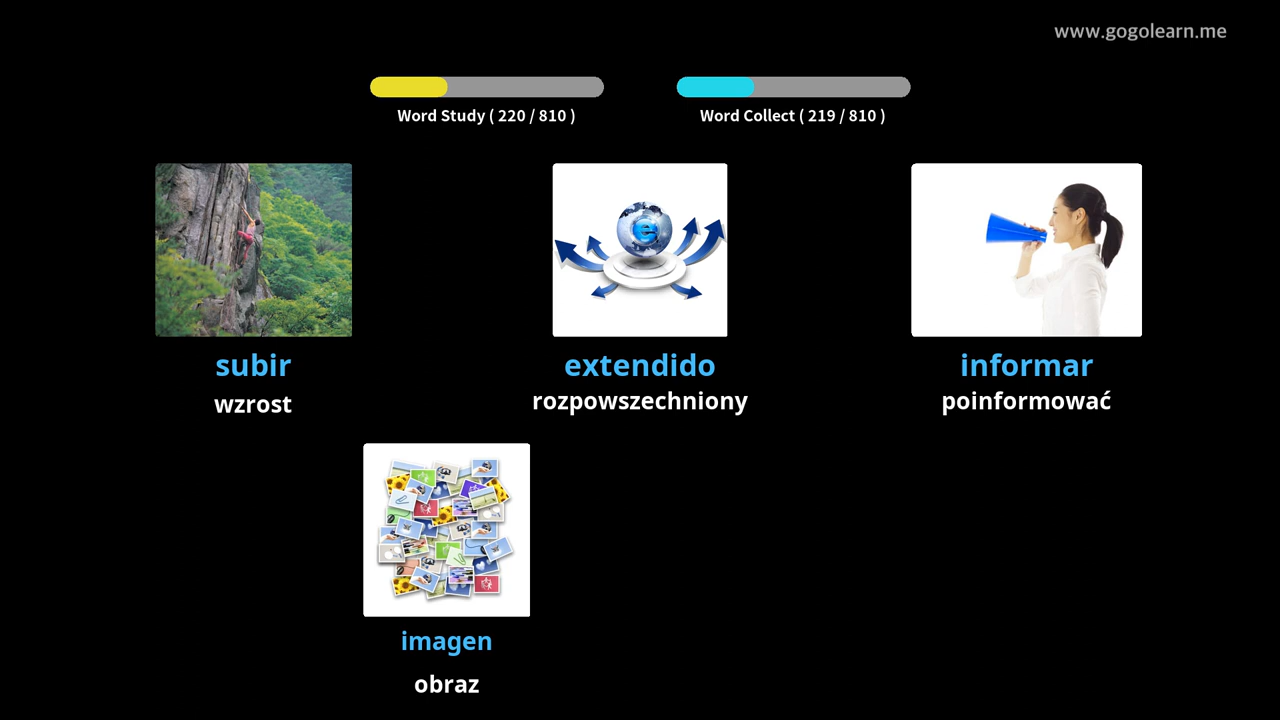 www.gogolearn.me
Word Study ( 220 / 810 )
Word Collect ( 219 / 810 )
e
subir
extendido
informar
wzrost
rozpowszechniony
poinformować
imagen
obraz